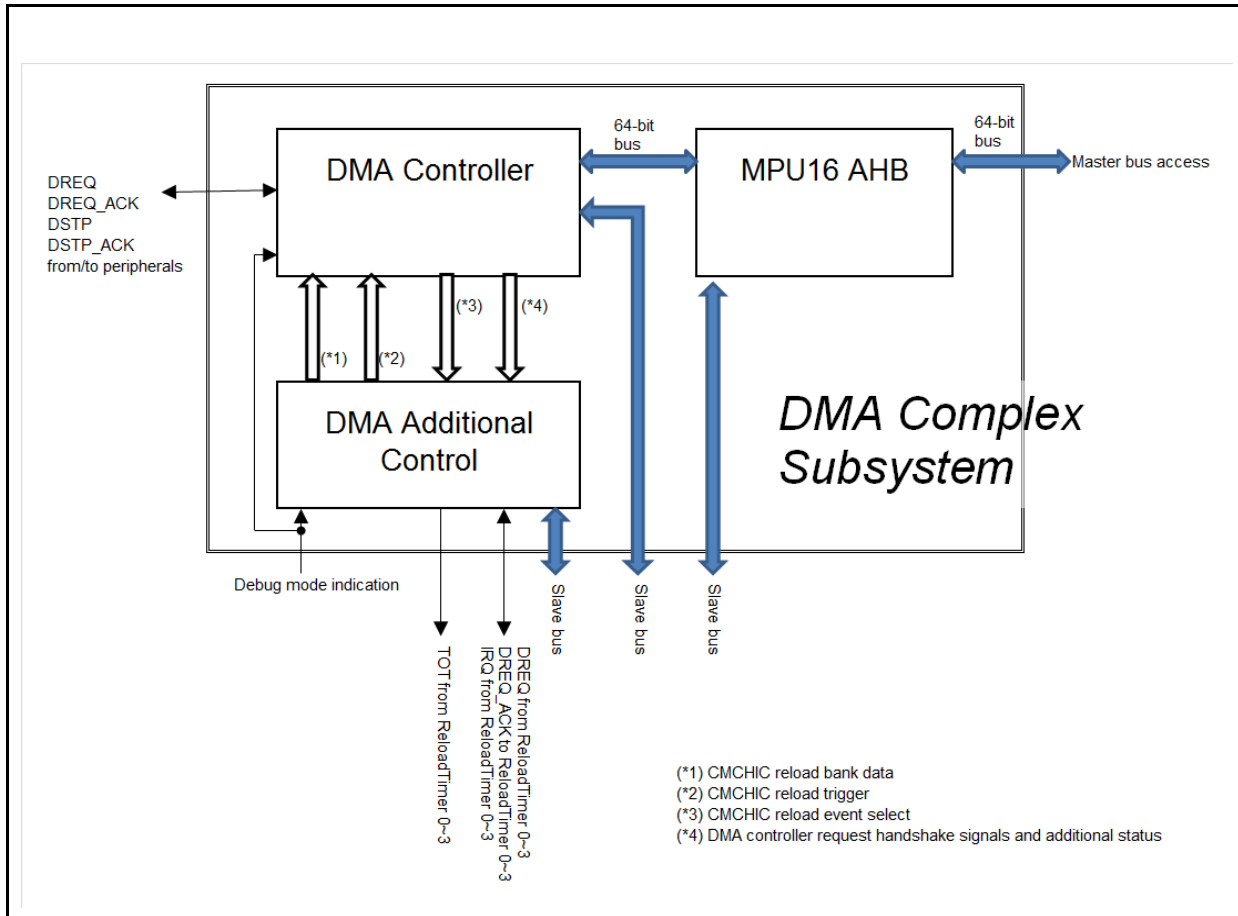 64-bit
bus
64-bit
bus
DMA Controller
MPU16 AHB
Master bus access
DREQ
DREQ_ACK
DSTP
DSTP_ACK
from/to peripherals
(*3)
(*4)
(*1)
(*2)
DMA Additional
Control
DMA Complex
Subsystem
Debug mode indication
Slave bus
Slave bus
Slave bus
TOT from ReloadTimer 0~3
DREQ from ReloadTimer 0~3
DREQ_ACK to ReloadTimer 0~3
IRQ from ReloadTimer 0~3
(*1) CMCHIC reload bank data
(*2) CMCHIC reload trigger
(*3) CMCHIC reload event select
(*4) DMA controller request handshake signals and additional status